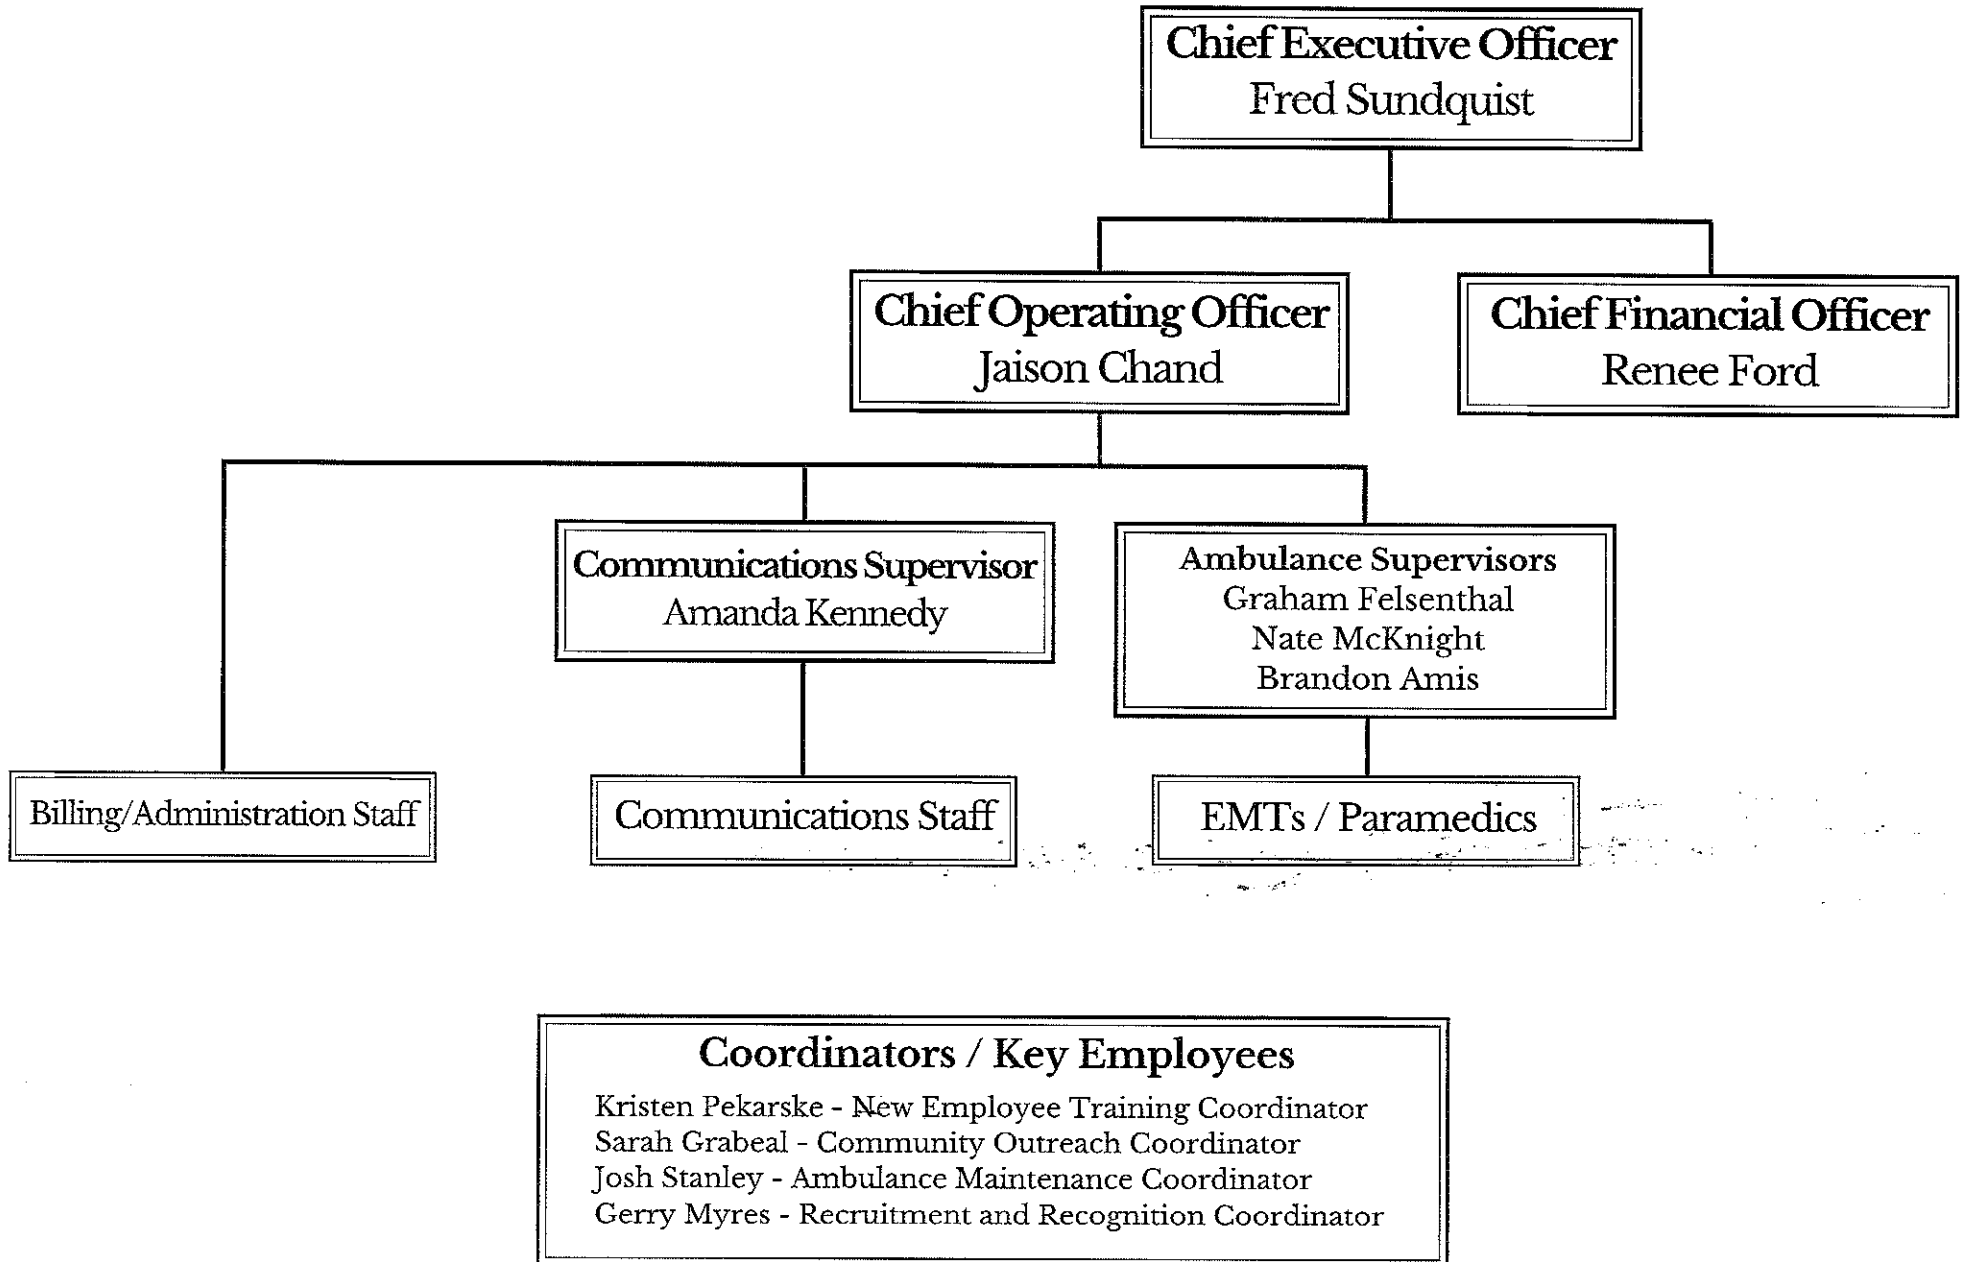 Chief Executive Officer
Fred Sundquist
Chief Operating Officer
Jaison Chand
Chief Financial Officer
Renee Ford
Communications Supervisor
Amanda Kennedy
Ambulance Supervisors
Graham Felsenthal
Nate McKnight
Brandon Amis
Billing/Administration Staff
Communications Staff
EMTs / Paramedics
Coordinators / Key Employees
Kristen Pekarske - New Employee Training Coordinator
Sarah Grabeal - Community Outreach Coordinator
Josh Stanley - Ambulance Maintenance Coordinator
Gerry Myres - Recruitment and Recognition Coordinator